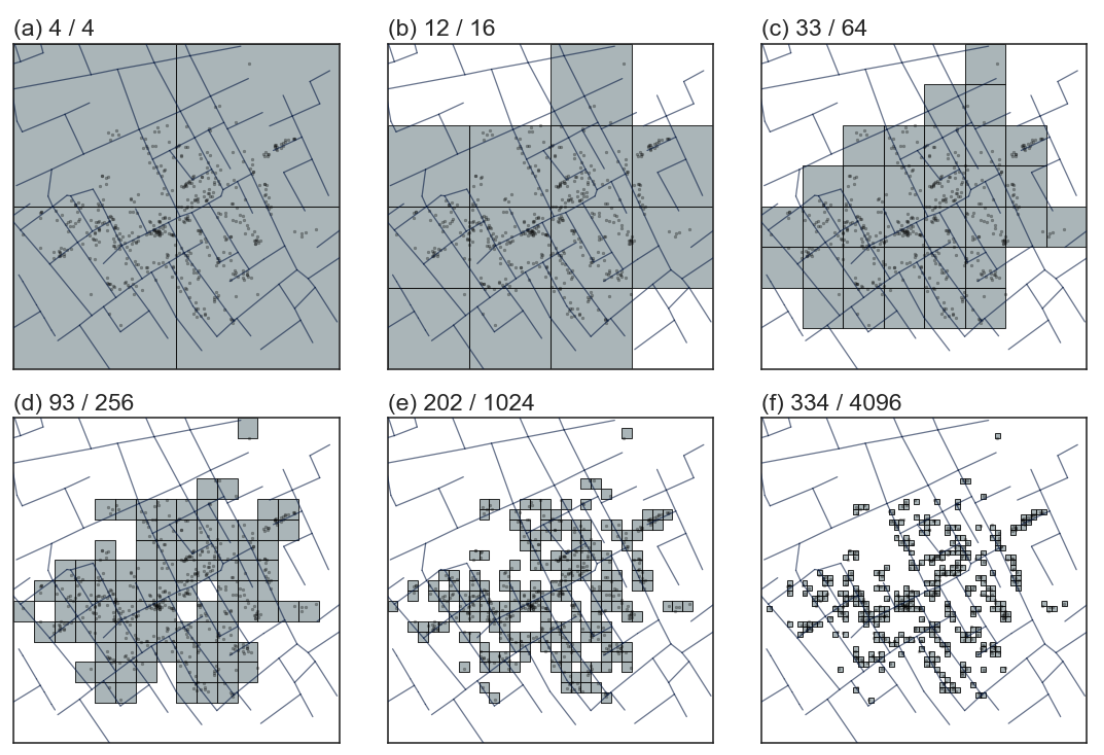 (a) 4 / 4
(b) 12 / 16
(c) 33 / 64
(d) 93 / 256
(e) 202 / 1024
(f) 334 / 4096